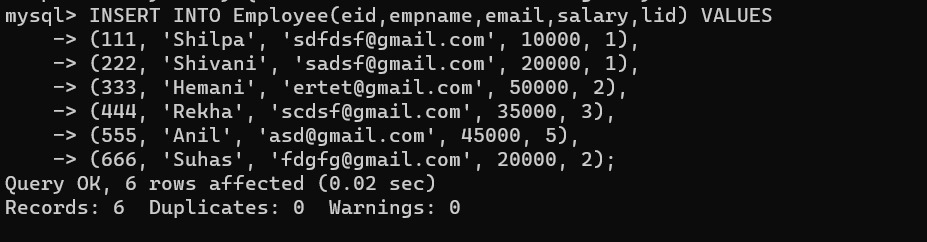 mysql> INSERT INTO Employee(eid,empname,email,salary,lid) VALUES
    -> (111, 'Shilpa', 'sdfdsf@gmail.com', 10000, 1),
    -> (222, 'Shivani', 'sadsf@gmail.com', 20000, 1),
    -> (333, 'Hemani', 'ertet@gmail.com', 50000, 2),
    -> (444, 'Rekha', 'scdsf@gmail.com', 35000, 3),
    -> (555, 'Anil', 'asd@gmail.com', 45000, 5),
    -> (666, 'Suhas', 'fdgfg@gmail.com', 20000, 2);
Query OK, 6 rows affected (0.02 sec)
Records: 6  Duplicates: 0  Warnings: 0